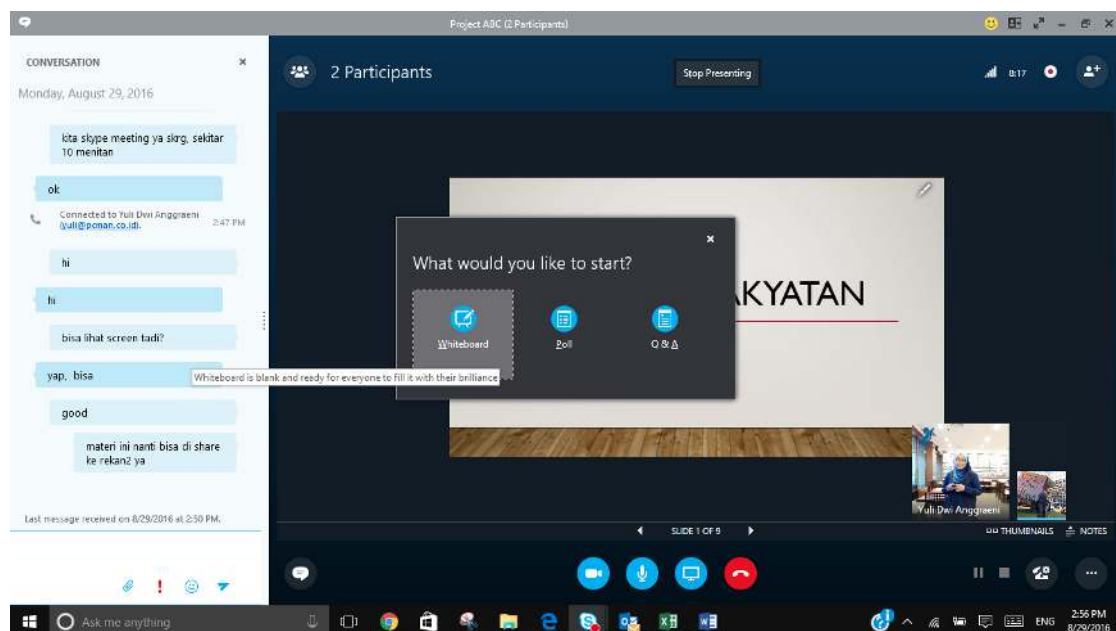 Project ABC (2 Participants)
CONVERSATION
Monday, August 29, 2016
kita skype meeting ya skrg, sekitar
10 menitan
ok
Connected to Yuli Dwi Anggraeni
(yuli@pcman.co.id).
2:47 PM
hi
hi
bisa lihat screen tadi?
yap, bisa
good
materi ini nanti bisa di share
ke rekan2 ya
Last message received on 8/29/2016 at 2:50 PM.
2 Participants
Stop Presenting
8:17
What would you like to start?
Whiteboard
Poll
Q & A
Whiteboard is blank and ready for everyone to fill it with their brilliance
AKYATAN
Yuli Dwi Anggraeni
SLIDE 1 OF 9
THUMBNAILS
NOTES
Ask me anything
ENG
2:56 PM
8/29/2016